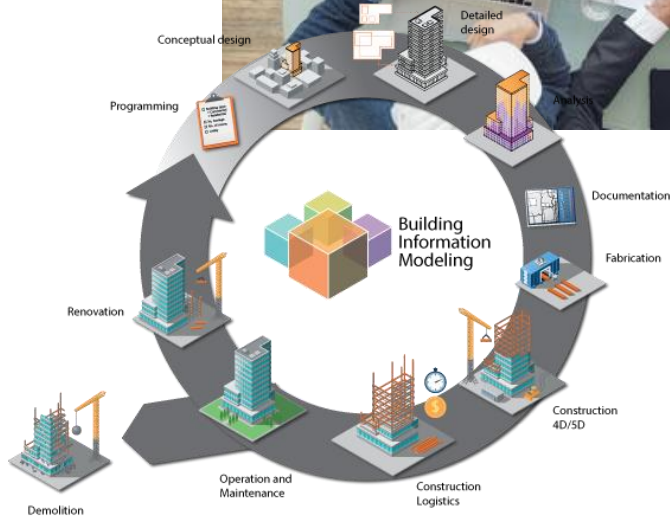 Conceptual design
Detailed
design
Programming
Analysis
Documentation
Building
Information
Modeling
Fabrication
Renovation
Construction
4D/5D
Operation and
Maintenance
Construction
Logistics
Demolition